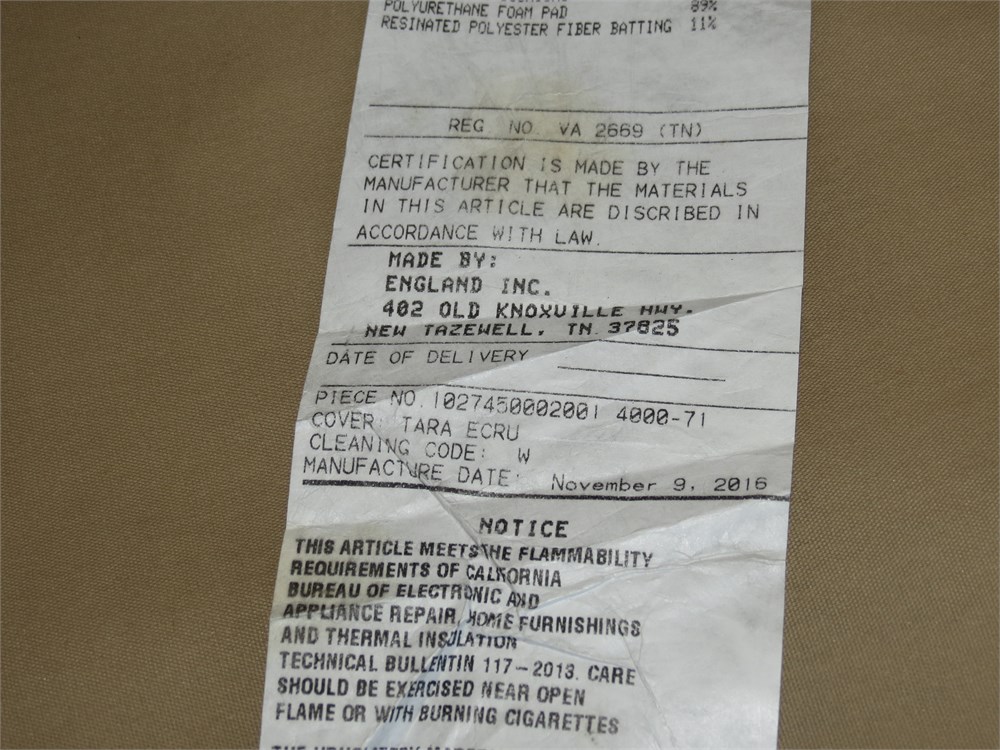 POLYURETHANE FOAM PAD 89%
RESINATED POLYESTER FIBER BATTING 11%
REG. NO. VA 2669 (TN)
CERTIFICATION IS MADE BY THE
MANUFACTURER THAT THE MATERIALS
IN THIS ARTICLE ARE DISCRIBED IN
ACCORDANCE WITH LAW.
MADE BY:
ENGLAND INC.
402 OLD KNOXVILLE HWY.
NEW TAZEWELL, TN 37825
DATE OF DELIVERY
PIECE NO. 1027450002001 4000-71
COVER: TARA ECRU
CLEANING CODE: W
MANUFACTURE DATE: November 9, 2016
NOTICE
THIS ARTICLE MEETS THE FLAMMABILITY
REQUIREMENTS OF CALIFORNIA
BUREAU OF ELECTRONIC AND
APPLIANCE REPAIR, HOME FURNISHINGS
AND THERMAL INSULATION
TECHNICAL BULLENTIN 117-2013. CARE
SHOULD BE EXERCISED NEAR OPEN
FLAME OR WITH BURNING CIGARETTES